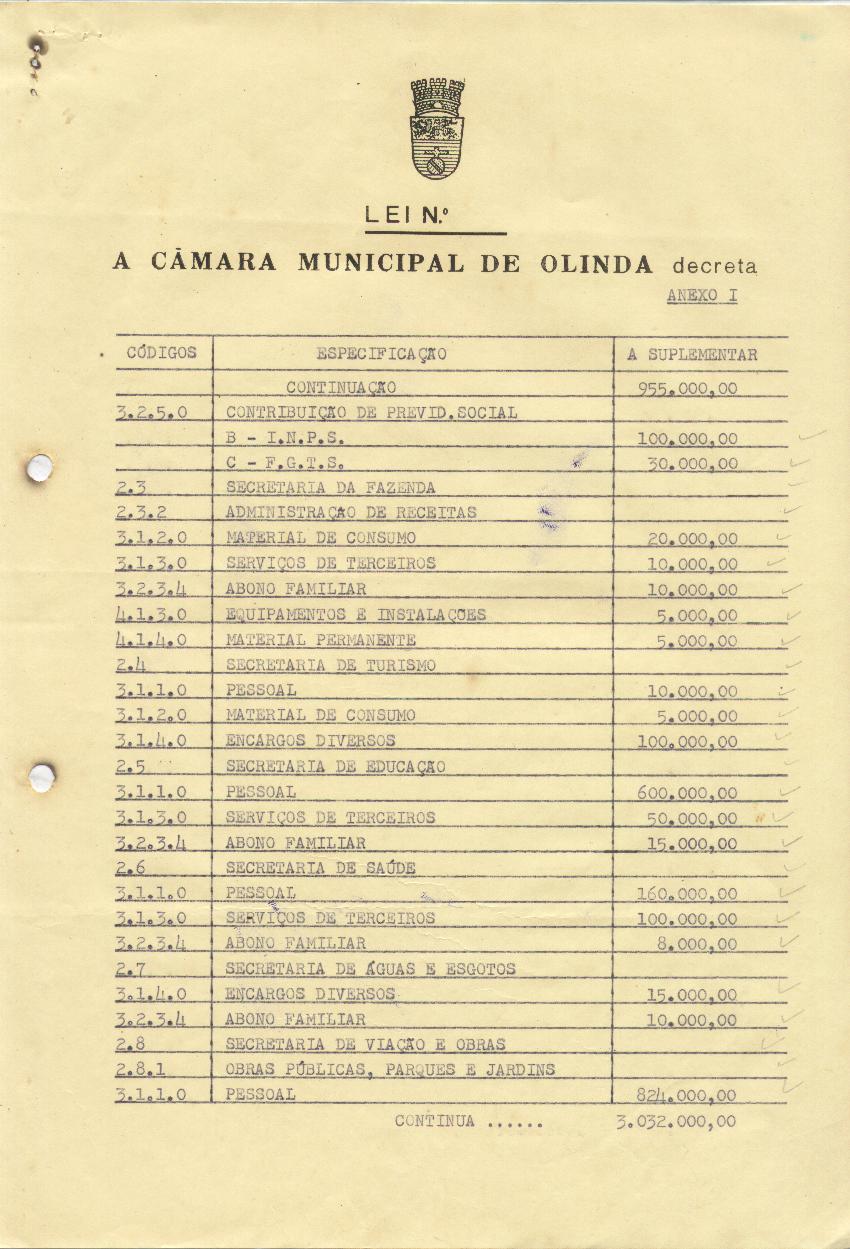 LEI N.º
A CÂMARA MUNICIPAL DE OLINDA decreta
ANEXO I
CÓDIGOS ESPECIFICAÇÃO A SUPLEMENTAR
CONTINUAÇÃO 955.000,00
3.2.5.0 CONTRIBUIÇÃO DE PREVID.SOCIAL
B - I.N.P.S. 100.000,00
C - F.G.T.S. 30.000,00
2.3 SECRETARIA DA FAZENDA
2.3.2 ADMINISTRAÇÃO DE RECEITAS
3.1.2.0 MATERIAL DE CONSUMO 20.000,00
3.1.3.0 SERVIÇOS DE TERCEIROS 10.000,00
3.2.3.4 ABONO FAMILIAR 10.000,00
4.1.3.0 EQUIPAMENTOS E INSTALAÇÕES 5.000,00
4.1.4.0 MATERIAL PERMANENTE 5.000,00
2.4 SECRETARIA DE TURISMO
3.1.1.0 PESSOAL 10.000,00
3.1.2.0 MATERIAL DE CONSUMO 5.000,00
3.1.4.0 ENCARGOS DIVERSOS 100.000,00
2.5 SECRETARIA DE EDUCAÇÃO
3.1.1.0 PESSOAL 600.000,00
3.1.3.0 SERVIÇOS DE TERCEIROS 50.000,00
3.2.3.4 ABONO FAMILIAR 15.000,00
2.6 SECRETARIA DE SAÚDE
3.1.1.0 PESSOAL 160.000,00
3.1.3.0 SERVIÇOS DE TERCEIROS 100.000,00
3.2.3.4 ABONO FAMILIAR 8.000,00
2.7 SECRETARIA DE ÁGUAS E ESGOTOS
3.1.4.0 ENCARGOS DIVERSOS 15.000,00
3.2.3.4 ABONO FAMILIAR 10.000,00
2.8 SECRETARIA DE VIAÇÃO E OBRAS
2.8.1 OBRAS PÚBLICAS, PARQUES E JARDINS
3.1.1.0 PESSOAL 824.000,00
CONTINUA ...... 3.032.000,00